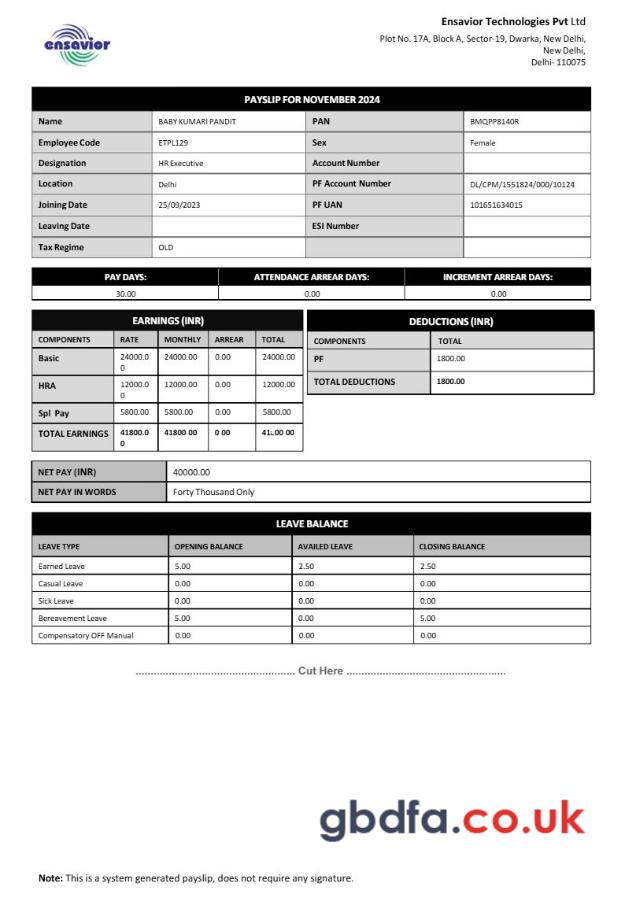 ensavior
Ensavior Technologies Pvt Ltd
Plot No. 17A, Block A, Sector-19, Dwarka, New Delhi,
New Delhi,
Delhi- 110075
PAYSLIP FOR NOVEMBER 2024
Name BABY KUMARI PANDIT PAN BMQPP8140R
Employee Code ETPL129 Sex Female
Designation HR Executive Account Number
Location Delhi PF Account Number DL/CPM/1551824/000/10124
Joining Date 25/09/2023 PF UAN 101651634015
Leaving Date ESI Number
Tax Regime OLD
PAY DAYS: ATTENDANCE ARREAR DAYS: INCREMENT ARREAR DAYS:
30.00 0.00 0.00
EARNINGS (INR)
COMPONENTS RATE MONTHLY ARREAR TOTAL
Basic 24000.0 24000.00 0.00 24000.00
0
HRA 12000.0 12000.00 0.00 12000.00
0
Spl Pay 5800.00 5800.00 0.00 5800.00
TOTAL EARNINGS 41800.0 41800 00 0 00
0
DEDUCTIONS (INR)
COMPONENTS TOTAL
PF 1800.00
TOTAL DEDUCTIONS 1800.00
NET PAY (INR) 40000.00
NET PAY IN WORDS Forty Thousand Only
LEAVE BALANCE
LEAVE TYPE OPENING BALANCE AVAILED LEAVE CLOSING BALANCE
Earned Leave 5.00 2.50 2.50
Casual Leave 0.00 0.00 0.00
Sick Leave 0.00 0.00 0.00
Bereavement Leave 5.00 0.00 5.00
Compensatory OFF Manual 0.00 0.00 0.00
..................................................... Cut Here .....................................................
gbdfa.co.uk
Note: This is a system generated payslip, does not require any signature.